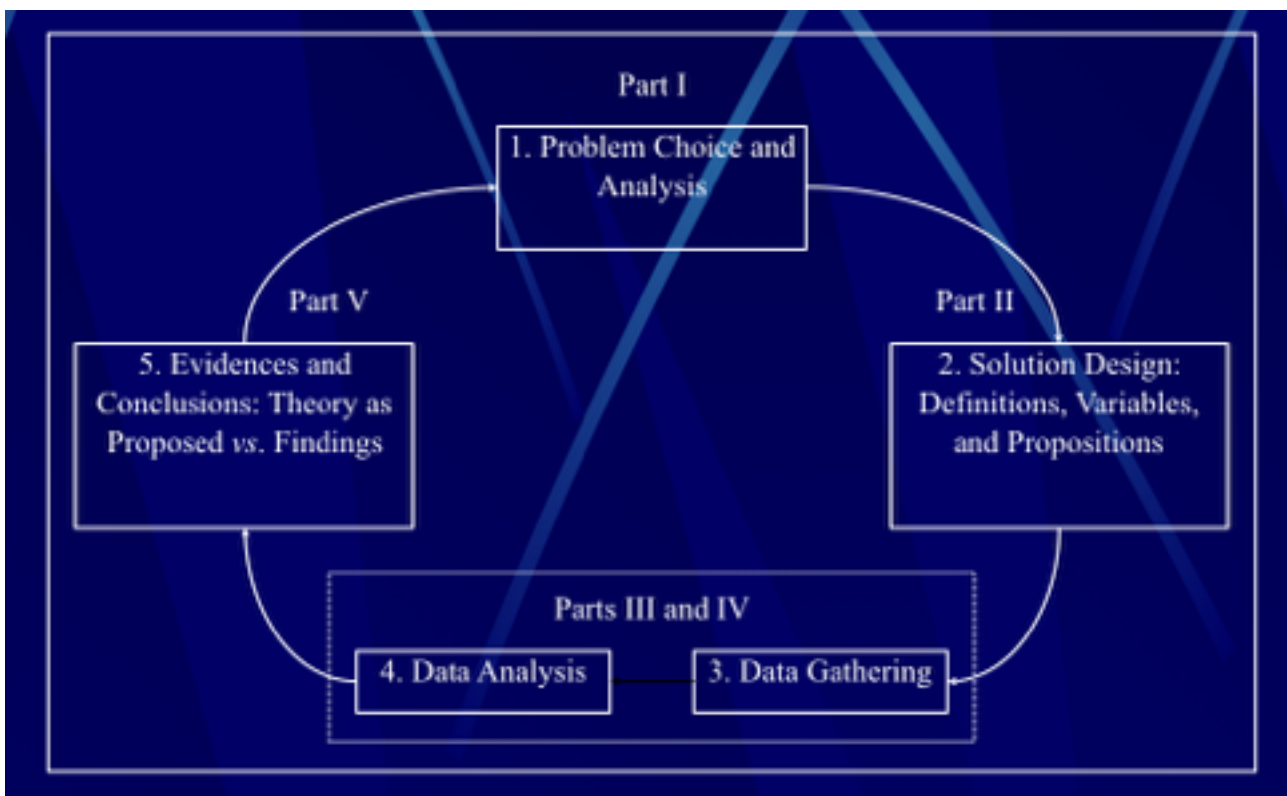 Part I
1. Problem Choice and
Analysis
Part II
2. Solution Design:
Definitions, Variables,
and Propositions
Parts III and IV
3. Data Gathering
4. Data Analysis
Part V
5. Evidences and
Conclusions: Theory as
Proposed vs. Findings